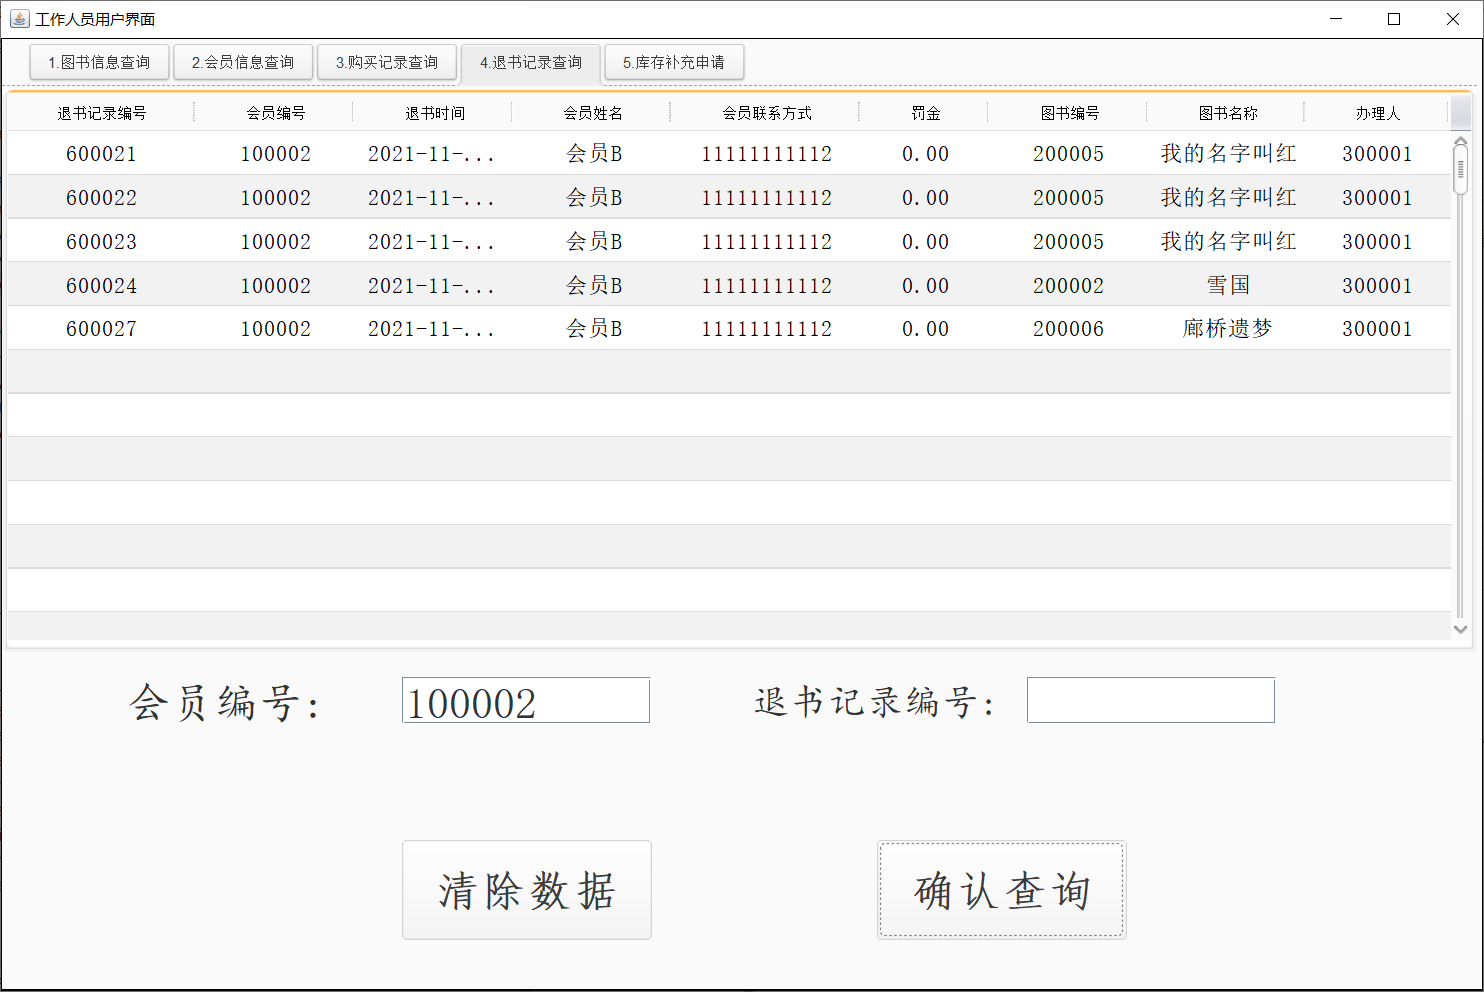 工作人员用户界面
1.图书信息查询 2.会员信息查询 3.购买记录查询 4.退书记录查询 5.库存补充申请
退书记录编号 会员编号 退书时间 会员姓名 会员联系方式 罚金 图书编号 图书名称 办理人
600021 100002 2021-11-... 会员B 11111111112 0.00 200005 我的名字叫红 300001
600022 100002 2021-11-... 会员B 11111111112 0.00 200005 我的名字叫红 300001
600023 100002 2021-11-... 会员B 11111111112 0.00 200005 我的名字叫红 300001
600024 100002 2021-11-... 会员B 11111111112 0.00 200002 雪国 300001
600027 100002 2021-11-... 会员B 11111111112 0.00 200006 廊桥遗梦 300001
会员编号: 100002 退书记录编号:
清除数据 确认查询